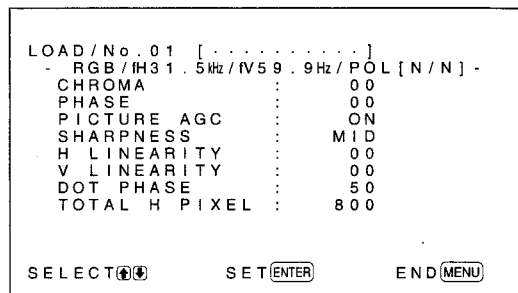 LOAD/No.01 [..........]
- RGB/fH31.5kHz/fV59.9Hz/POL[N/N]-
CHROMA : 00
PHASE : 00
PICTURE AGC : ON
SHARPNESS : MID
H LINEARITY : 00
V LINEARITY : 00
DOT PHASE : 50
TOTAL H PIXEL : 800
SELECT⬆⬇ SET ENTER END MENU